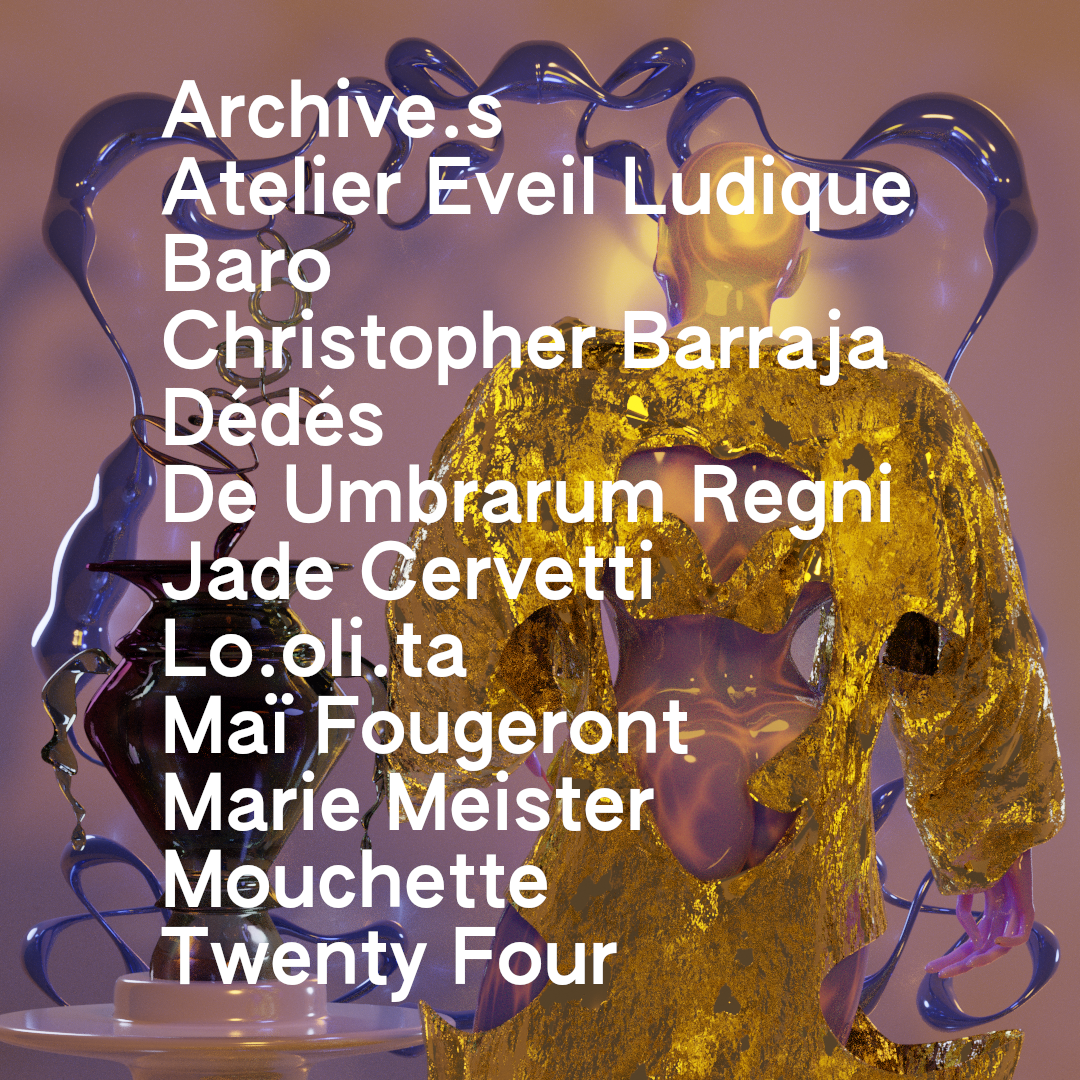 Archive.s
Atelier Eveil Ludique
Baro
Christopher Barraja
Dédés
De Umbrarum Regni
Jade Cervetti
Lo.oli.ta
Maï Fougeront
Marie Meister
Mouchette
Twenty Four